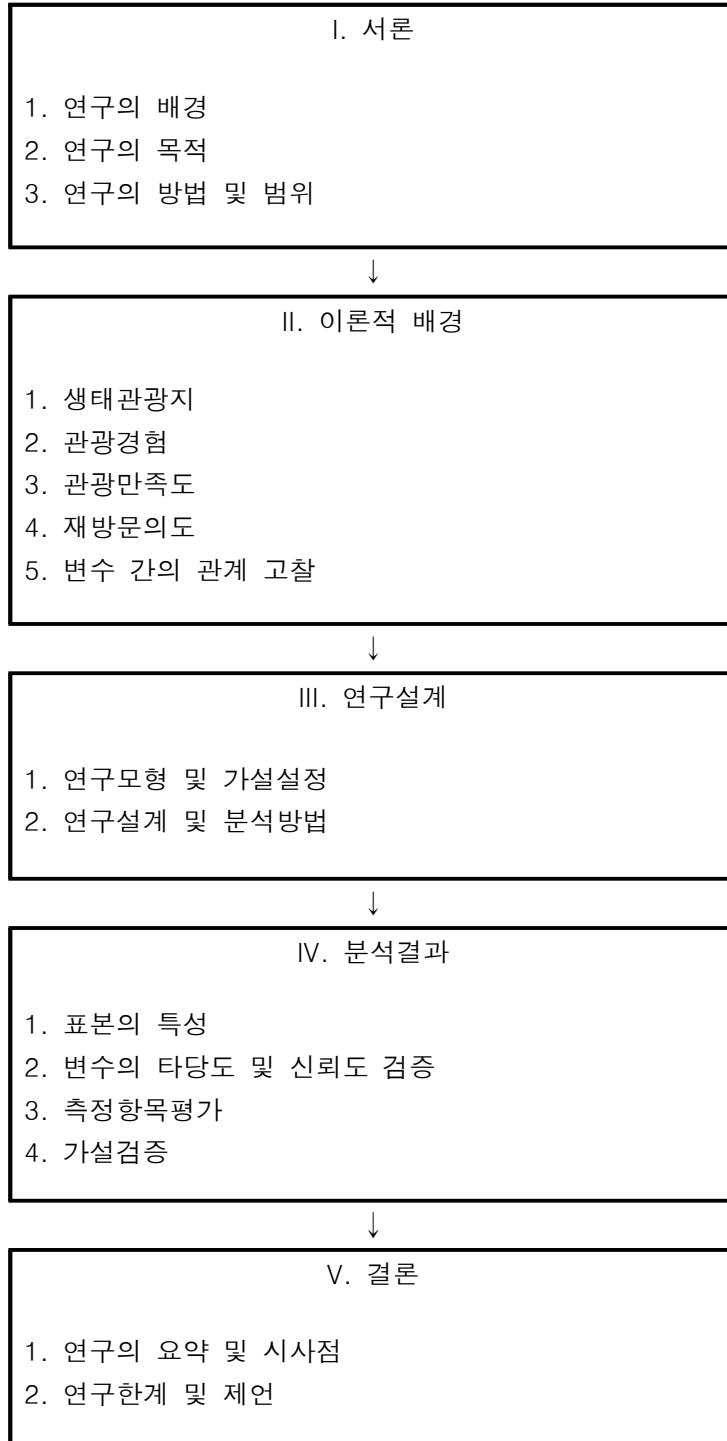 I. 서론
1. 연구의 배경
2. 연구의 목적
3. 연구의 방법 및 범위
↓
II. 이론적 배경
1. 생태관광지
2. 관광경험
3. 관광만족도
4. 재방문의도
5. 변수 간의 관계 고찰
↓
III. 연구설계
1. 연구모형 및 가설설정
2. 연구설계 및 분석방법
↓
IV. 분석결과
1. 표본의 특성
2. 변수의 타당도 및 신뢰도 검증
3. 측정항목평가
4. 가설검증
↓
V. 결론
1. 연구의 요약 및 시사점
2. 연구한계 및 제언